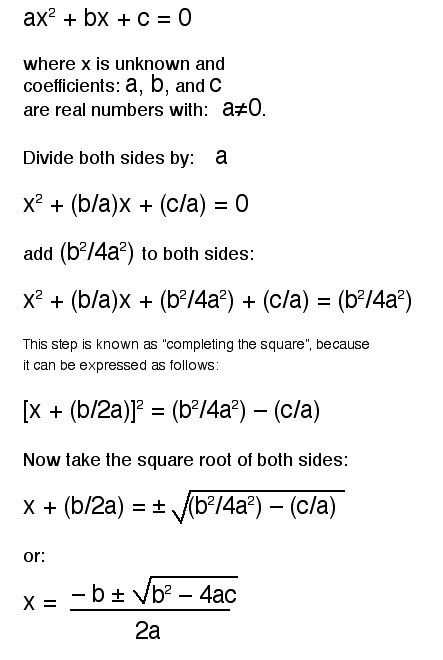 ax² + bx + c = 0
where x is unknown and
coefficients: a, b, and c
are real numbers with: a≠0.
Divide both sides by: a
x² + (b/a)x + (c/a) = 0
add (b²/4a²) to both sides:
x² + (b/a)x + (b²/4a²) + (c/a) = (b²/4a²)
This step is known as “completing the square”, because
it can be expressed as follows:
[x + (b/2a)]² = (b²/4a²) – (c/a)
Now take the square root of both sides:
x + (b/2a) = ± √(b²/4a²) – (c/a)
or:
x = – b ± √b² – 4ac
2a